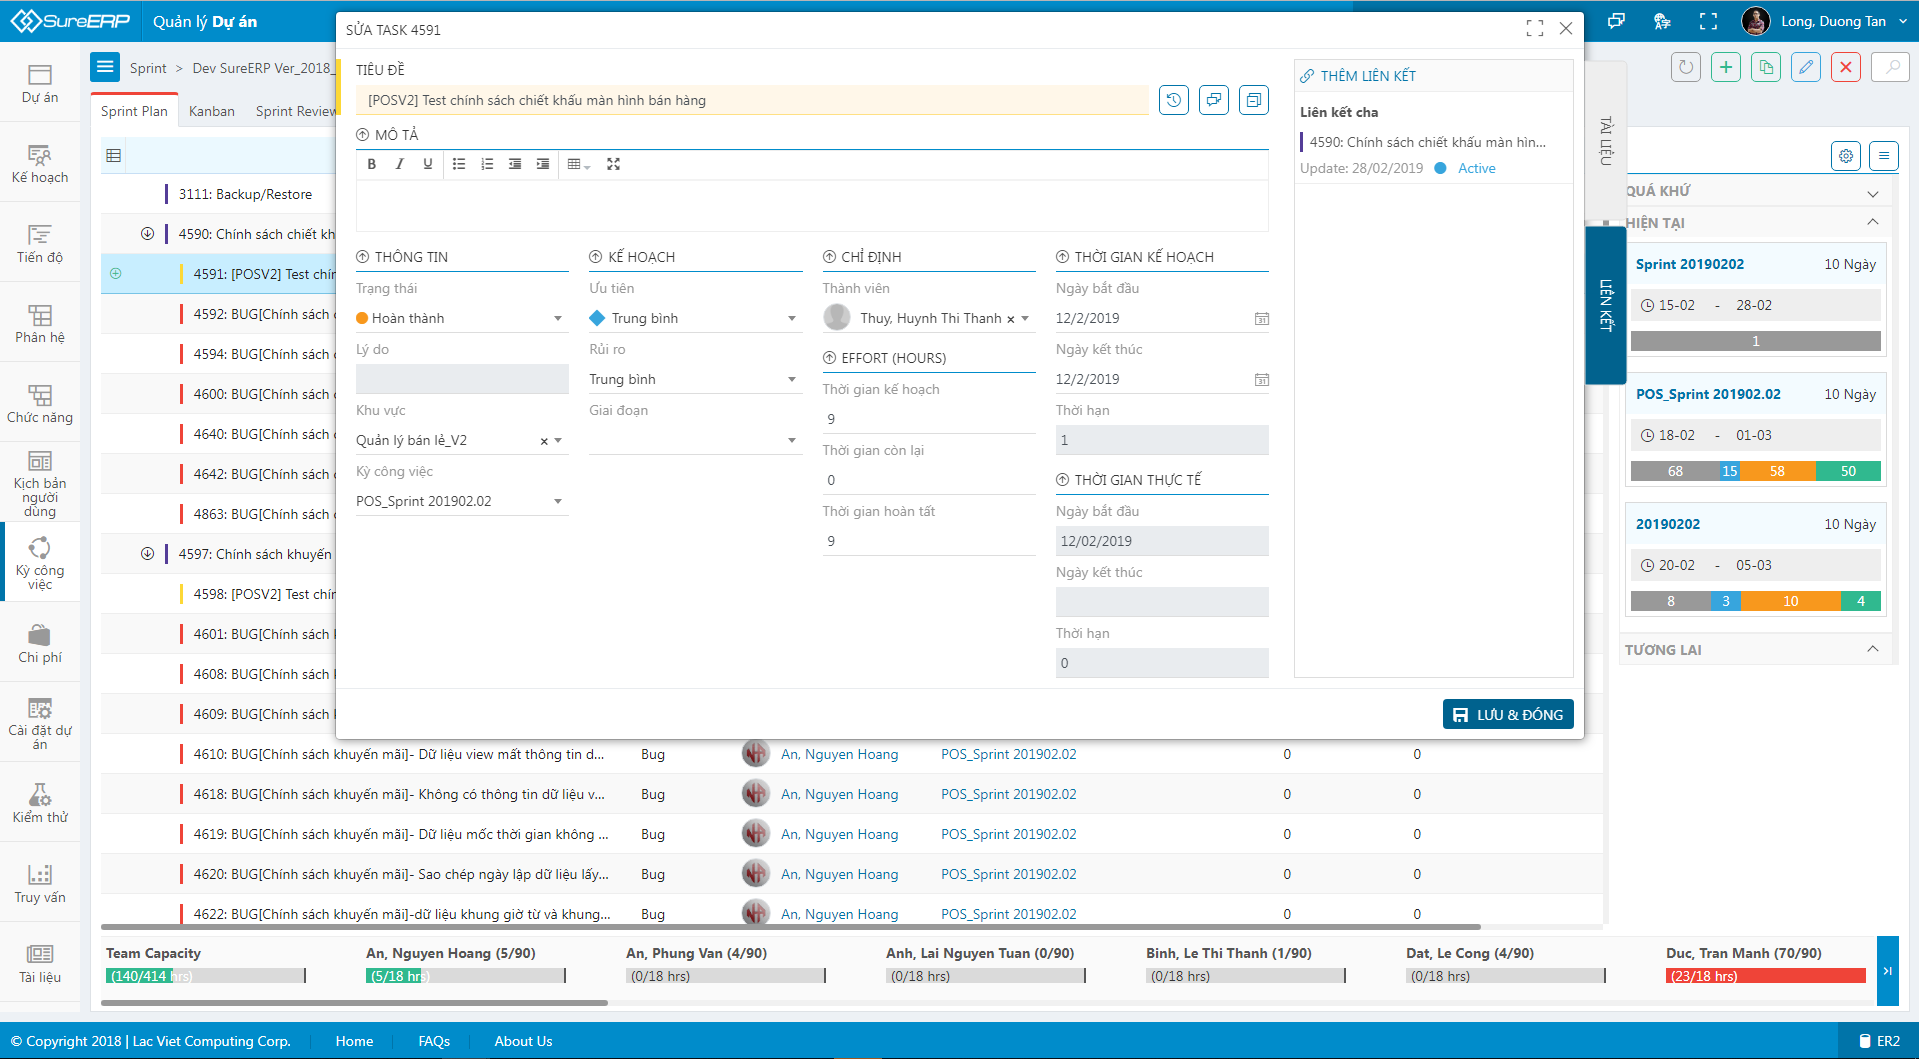 SureERP
Quản lý Dự án
Long, Duong Tan
Dự án
Kế hoạch
Tiến độ
Phân hệ
Chức năng
Kịch bản người dùng
Kỳ công việc
Chi phí
Cài đặt dự án
Kiểm thử
Truy vấn
Tài liệu
Sprint > Dev SureERP Ver_2018_
Sprint Plan Kanban Sprint Review
3111: Backup/Restore
4590: Chính sách chiết kh
4591: [POSV2] Test chín
4592: BUG[Chính sách c
4594: BUG[Chính sách c
4600: BUG[Chính sách c
4640: BUG[Chính sách c
4642: BUG[Chính sách c
4863: BUG[Chính sách c
4597: Chính sách khuyến
4598: [POSV2] Test chín
4601: BUG[Chính sách k
4608: BUG[Chính sách k
4609: BUG[Chính sách k
4610: BUG[Chính sách khuyến mãi]- Dữ liệu view mất thông tin d... Bug An, Nguyen Hoang POS_Sprint 201902.02 0 0
4618: BUG[Chính sách khuyến mãi]- Không có thông tin dữ liệu v... Bug An, Nguyen Hoang POS_Sprint 201902.02 0 0
4619: BUG[Chính sách khuyến mãi]- Dữ liệu mốc thời gian không ... Bug An, Nguyen Hoang POS_Sprint 201902.02 0 0
4620: BUG[Chính sách khuyến mãi]- Sao chép ngày lập dữ liệu lấy... Bug An, Nguyen Hoang POS_Sprint 201902.02 0 0
4622: BUG[Chính sách khuyến mãi]-dữ liệu khung giờ từ và khung... Bug An, Nguyen Hoang POS_Sprint 201902.02 0 0
SỬA TASK 4591
TIÊU ĐỀ
[POSV2] Test chính sách chiết khấu màn hình bán hàng
MÔ TẢ
B I U
THÔNG TIN
Trạng thái
Hoàn thành
Lý do
Khu vực
Quản lý bán lẻ_V2
Kỳ công việc
POS_Sprint 201902.02
KẾ HOẠCH
Ưu tiên
Trung bình
Rủi ro
Trung bình
Giai đoạn
CHỈ ĐỊNH
Thành viên
Thuy, Huynh Thi Thanh
EFFORT (HOURS)
Thời gian kế hoạch
9
Thời gian còn lại
0
Thời gian hoàn tất
9
THỜI GIAN KẾ HOẠCH
Ngày bắt đầu
12/2/2019
Ngày kết thúc
12/2/2019
Thời hạn
1
THỜI GIAN THỰC TẾ
Ngày bắt đầu
12/02/2019
Ngày kết thúc
Thời hạn
0
THÊM LIÊN KẾT
Liên kết cha
4590: Chính sách chiết khấu màn hìn...
Update: 28/02/2019 Active
LƯU & ĐÓNG
TÀI LIỆU
LIÊN KẾT
QUÁ KHỨ
HIỆN TẠI
Sprint 20190202 10 Ngày
15-02 - 28-02
1
POS_Sprint 201902.02 10 Ngày
18-02 - 01-03
68 15 58 50
20190202 10 Ngày
20-02 - 05-03
8 3 10 4
TƯƠNG LAI
Team Capacity
(140/414 hrs)
An, Nguyen Hoang (5/90)
(5/18 hrs)
An, Phung Van (4/90)
(0/18 hrs)
Anh, Lai Nguyen Tuan (0/90)
(0/18 hrs)
Binh, Le Thi Thanh (1/90)
(0/18 hrs)
Dat, Le Cong (4/90)
(0/18 hrs)
Duc, Tran Manh (70/90)
(23/18 hrs)
© Copyright 2018 | Lac Viet Computing Corp. Home FAQs About Us ER2